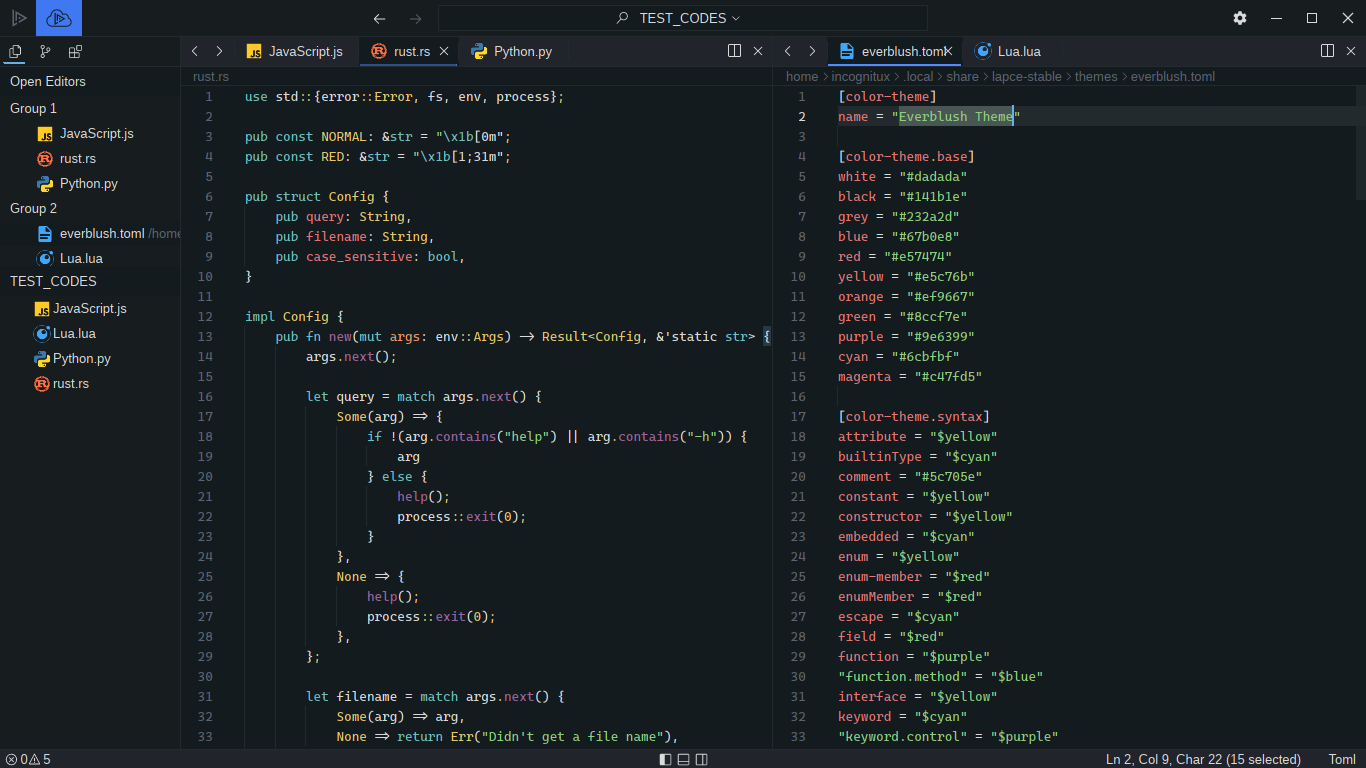 TEST_CODES
Open Editors
Group 1
JavaScript.js
rust.rs
Python.py
Group 2
everblush.toml /home
Lua.lua
TEST_CODES
JavaScript.js
Lua.lua
Python.py
rust.rs
JavaScript.js rust.rs Python.py
rust.rs
1 use std::{error::Error, fs, env, process};
2
3 pub const NORMAL: &str = "\x1b[0m";
4 pub const RED: &str = "\x1b[1;31m";
5
6 pub struct Config {
7 pub query: String,
8 pub filename: String,
9 pub case_sensitive: bool,
10 }
11
12 impl Config {
13 pub fn new(mut args: env::Args) -> Result<Config, &'static str> {
14 args.next();
15
16 let query = match args.next() {
17 Some(arg) => {
18 if !(arg.contains("help") || arg.contains("-h")) {
19 arg
20 } else {
21 help();
22 process::exit(0);
23 }
24 },
25 None => {
26 help();
27 process::exit(0);
28 },
29 };
30
31 let filename = match args.next() {
32 Some(arg) => arg,
33 None => return Err("Didn't get a file name"),
everblush.toml Lua.lua
home > incognitux > .local > share > lapce-stable > themes > everblush.toml
1 [color-theme]
2 name = "Everblush Theme"
3
4 [color-theme.base]
5 white = "#dadada"
6 black = "#141b1e"
7 grey = "#232a2d"
8 blue = "#67b0e8"
9 red = "#e57474"
10 yellow = "#e5c76b"
11 orange = "#ef9667"
12 green = "#8ccf7e"
13 purple = "#9e6399"
14 cyan = "#6cbfbf"
15 magenta = "#c47fd5"
16
17 [color-theme.syntax]
18 attribute = "$yellow"
19 builtinType = "$cyan"
20 comment = "#5c705e"
21 constant = "$yellow"
22 constructor = "$yellow"
23 embedded = "$cyan"
24 enum = "$yellow"
25 enum-member = "$red"
26 enumMember = "$red"
27 escape = "$cyan"
28 field = "$red"
29 function = "$purple"
30 "function.method" = "$blue"
31 interface = "$yellow"
32 keyword = "$cyan"
33 "keyword.control" = "$purple"
0 5
Ln 2, Col 9, Char 22 (15 selected) Toml